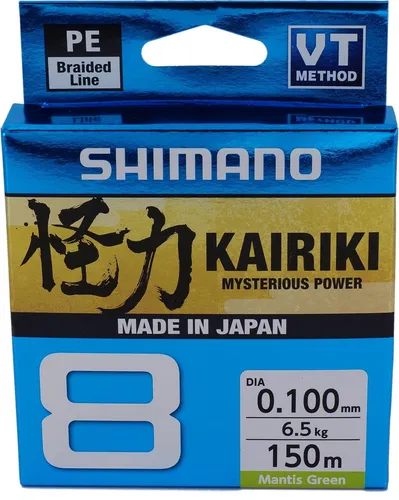 PE
Braided
Line
VT
METHOD
SHIMANO
怪力
KAIRIKI
MYSTERIOUS POWER
MADE IN JAPAN
8
DIA
0.100mm
6.5kg
150m
Mantis Green